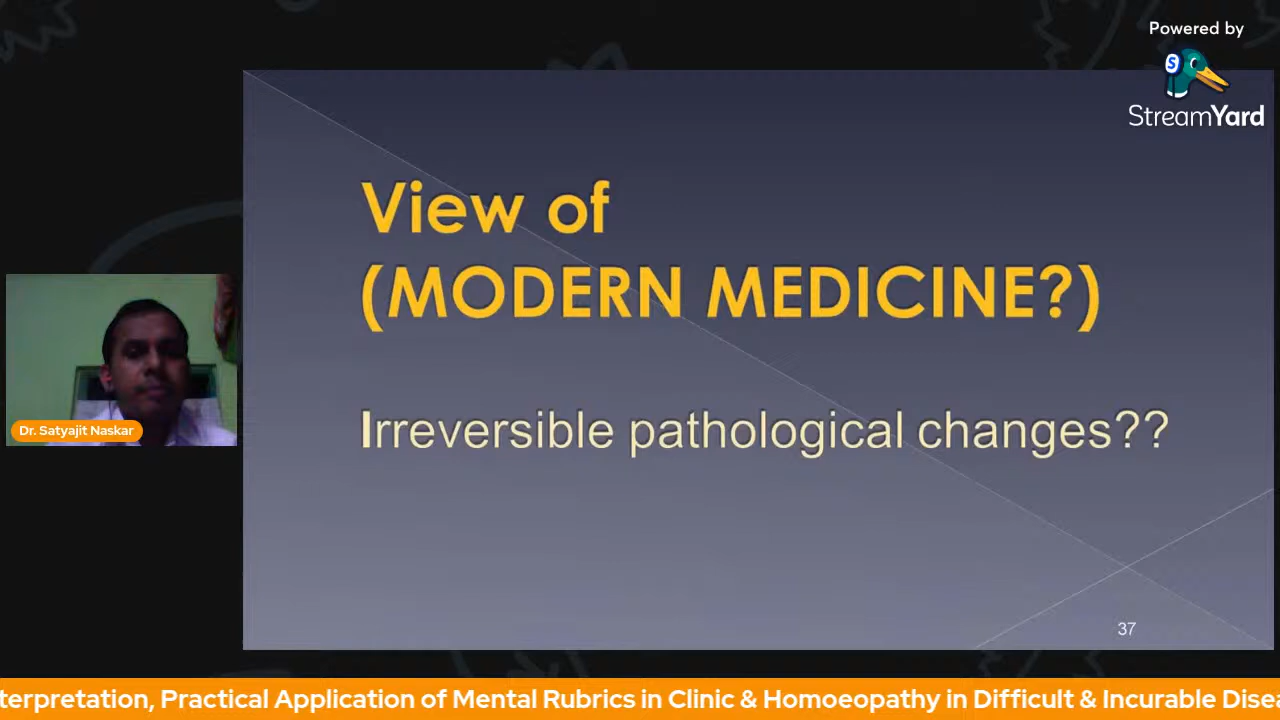 Powered by
S
StreamYard
View of
(MODERN MEDICINE?)
Irreversible pathological changes??
Dr. Satyajit Naskar
37
terpretation, Practical Application of Mental Rubrics in Clinic & Homoeopathy in Difficult & Incurable Disea